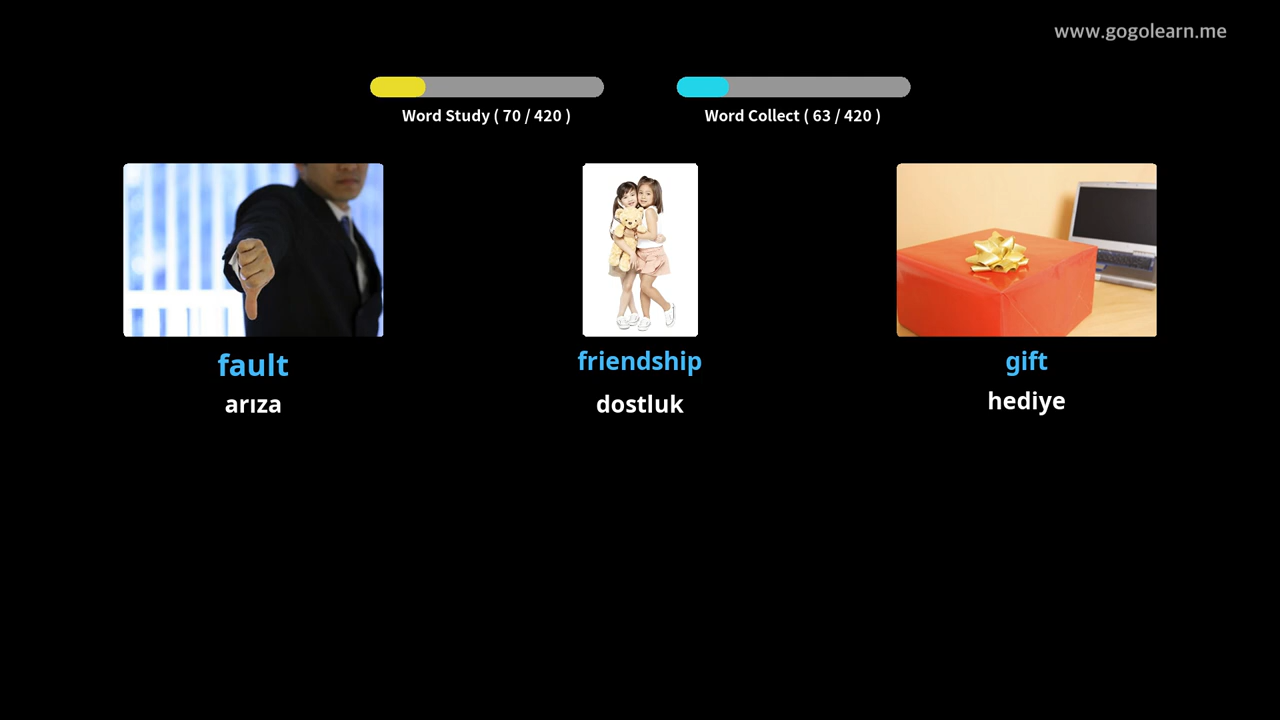 www.gogolearn.me
Word Study ( 70 / 420 )
Word Collect ( 63 / 420 )
fault
friendship
gift
arıza
dostluk
hediye